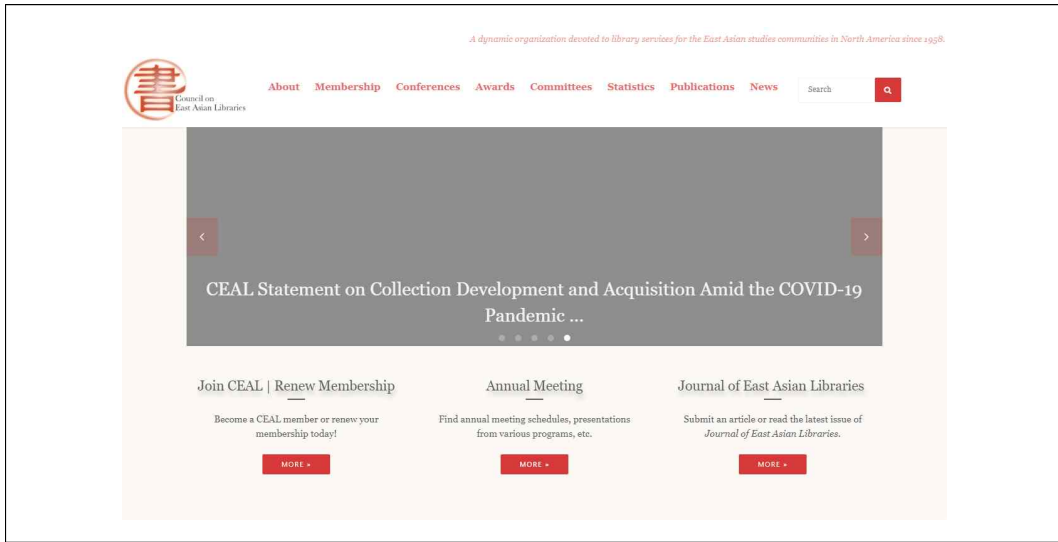 A dynamic organization devoted to library services for the East Asian studies communities in North America since 1958.
書
Council on
East Asian Libraries
About Membership Conferences Awards Committees Statistics Publications News Search
CEAL Statement on Collection Development and Acquisition Amid the COVID-19
Pandemic ...
Join CEAL | Renew Membership
Become a CEAL member or renew your
membership today!
MORE »
Annual Meeting
Find annual meeting schedules, presentations
from various programs, etc.
MORE »
Journal of East Asian Libraries
Submit an article or read the latest issue of
Journal of East Asian Libraries.
MORE »